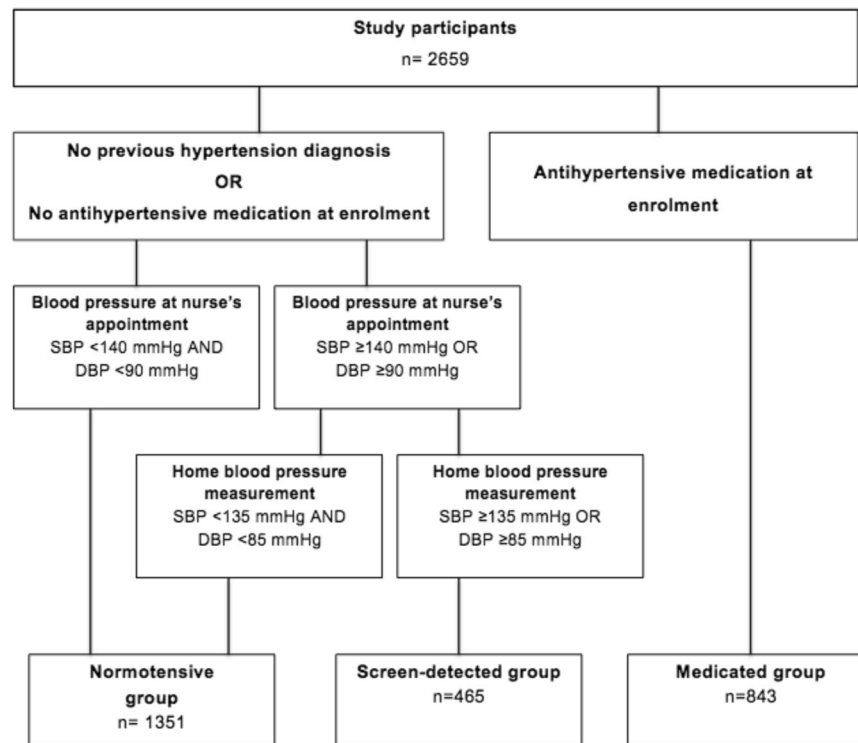 Study participants
n= 2659
No previous hypertension diagnosis
OR
No antihypertensive medication at enrolment
Antihypertensive medication at
enrolment
Blood pressure at nurse's
appointment
SBP <140 mmHg AND
DBP <90 mmHg
Blood pressure at nurse's
appointment
SBP ≥140 mmHg OR
DBP ≥90 mmHg
Home blood pressure
measurement
SBP <135 mmHg AND
DBP <85 mmHg
Home blood pressure
measurement
SBP ≥135 mmHg OR
DBP ≥85 mmHg
Normotensive
group
n= 1351
Screen-detected group
n=465
Medicated group
n=843